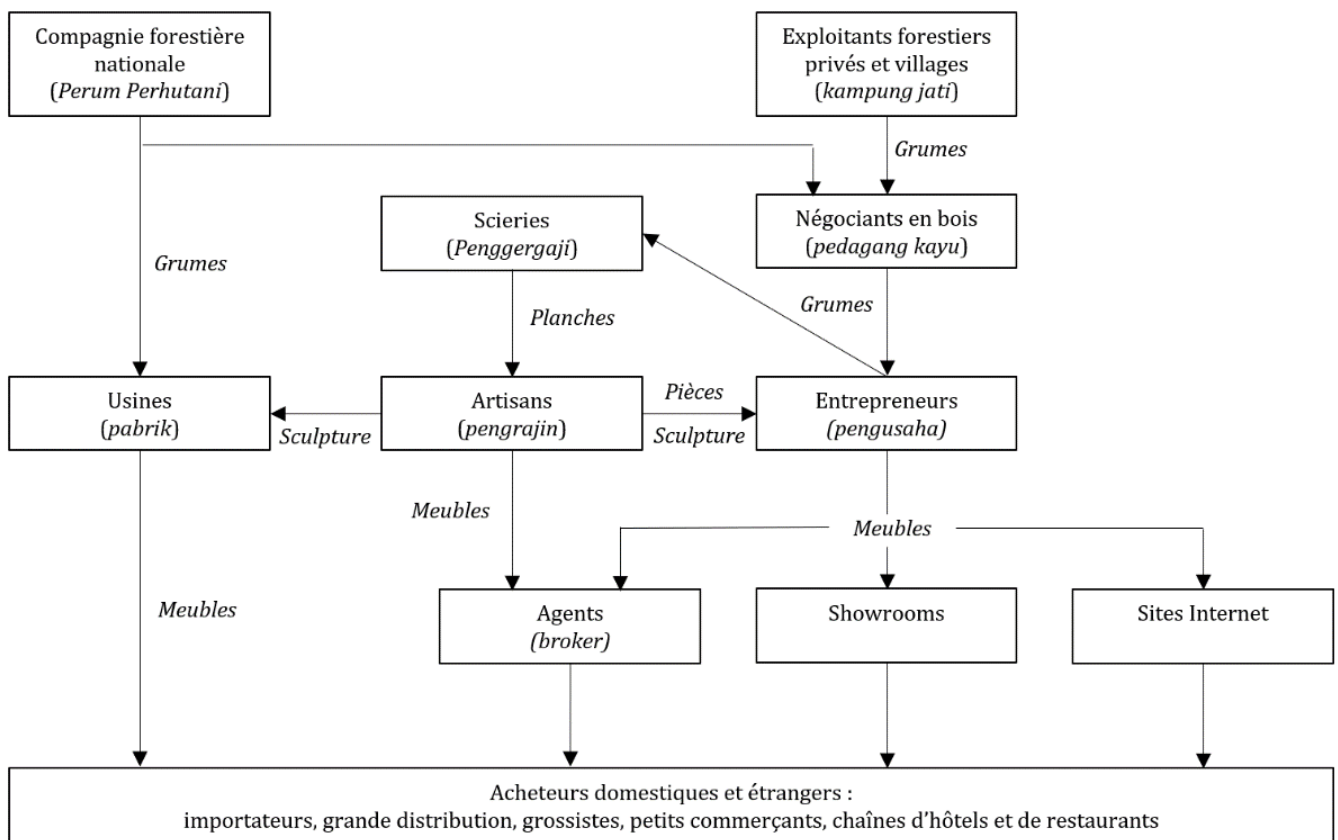 Compagnie forestière
nationale
(Perum Perhutani)
Exploitants forestiers
privés et villages
(kampung jati)
Grumes
Scieries
(Penggergaji)
Négociants en bois
(pedagang kayu)
Grumes
Grumes
Planches
Usines
(pabrik)
Sculpture
Artisans
(pengrajin)
Pièces
Sculpture
Entrepreneurs
(pengusaha)
Meubles
Meubles
Meubles
Agents
(broker)
Showrooms
Sites Internet
Acheteurs domestiques et étrangers :
importateurs, grande distribution, grossistes, petits commerçants, chaînes d'hôtels et de restaurants